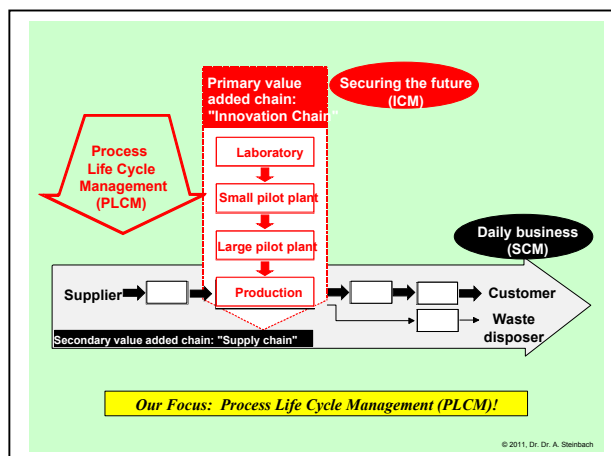 Primary value
added chain:
"Innovation Chain"
Securing the future
(ICM)
Process
Life Cycle
Management
(PLCM)
Laboratory
Small pilot plant
Large pilot plant
Daily business
(SCM)
Supplier
Production
Customer
Waste
disposer
Secondary value added chain: "Supply chain"
Our Focus: Process Life Cycle Management (PLCM)!
© 2011, Dr. Dr. A. Steinbach